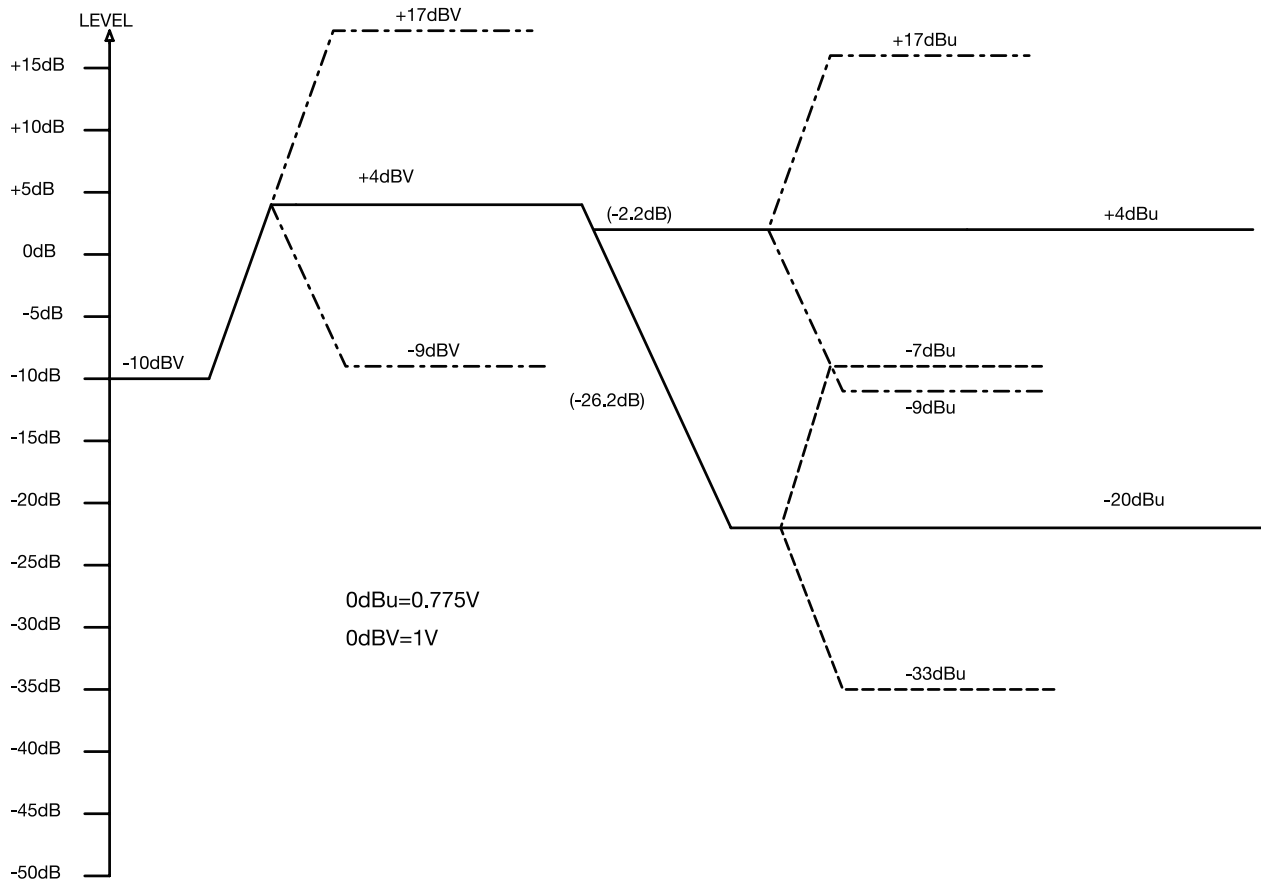 LEVEL
+15dB
+10dB
+5dB
0dB
-5dB
-10dB
-15dB
-20dB
-25dB
-30dB
-35dB
-40dB
-45dB
-50dB
-10dBV
+17dBV
+4dBV
-9dBV
(-2.2dB)
(-26.2dB)
+17dBu
+4dBu
-7dBu
-9dBu
-20dBu
-33dBu
0dBu=0.775V
0dBV=1V